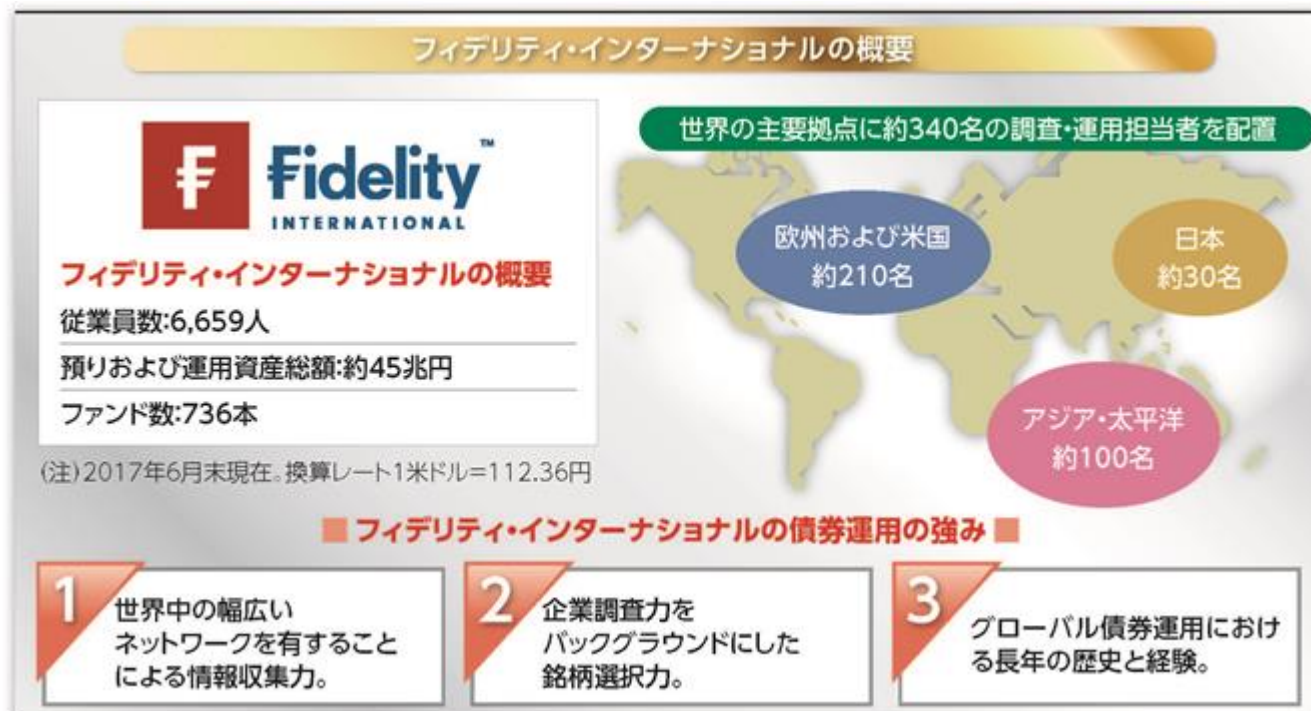 フィデリティ・インターナショナルの概要
Fidelity™
INTERNATIONAL
フィデリティ・インターナショナルの概要
従業員数:6,659人
預りおよび運用資産総額:約45兆円
ファンド数:736本
(注)2017年6月末現在。換算レート1米ドル=112.36円
世界の主要拠点に約340名の調査・運用担当者を配置
欧州および米国
約210名
日本
約30名
アジア・太平洋
約100名
■フィデリティ・インターナショナルの債券運用の強み■
1
世界中の幅広い
ネットワークを有すること
による情報収集力。
2
企業調査力を
バックグラウンドにした
銘柄選択力。
3
グローバル債券運用におけ
る長年の歴史と経験。